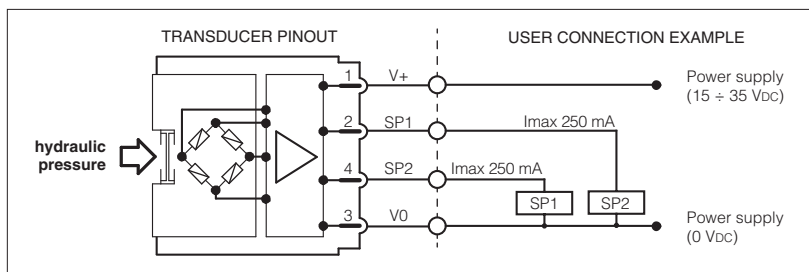 TRANSDUCER PINOUT
USER CONNECTION EXAMPLE
1 V+
Power supply
(15 ÷ 35 VDC)
2 SP1
Imax 250 mA
hydraulic
pressure
4 SP2
Imax 250 mA
SP1
SP2
3 V0
Power supply
(0 VDC)